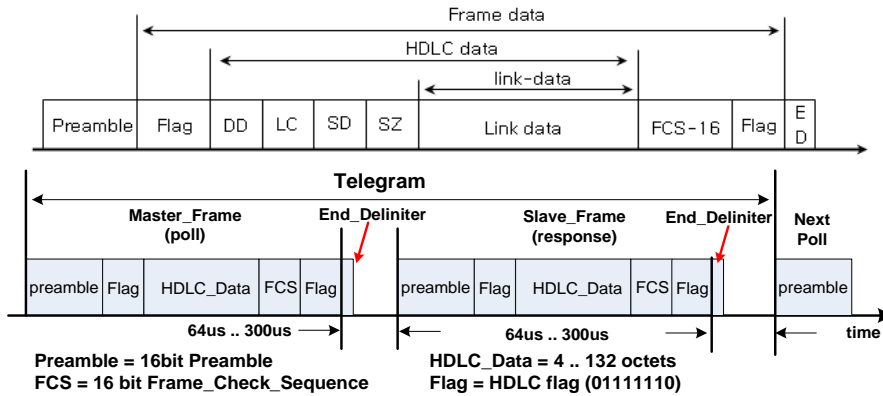 Frame data
HDLC data
link-data
Preamble Flag DD LC SD SZ Link data FCS-16 Flag E D
Telegram
Master_Frame (poll)
End_Deliniter
Slave_Frame (response)
End_Deliniter
Next Poll
preamble Flag HDLC_Data FCS Flag preamble Flag HDLC_Data FCS Flag preamble
64us .. 300us
64us .. 300us
time
Preamble = 16bit Preamble
HDLC_Data = 4 .. 132 octets
FCS = 16 bit Frame_Check_Sequence
Flag = HDLC flag (01111110)